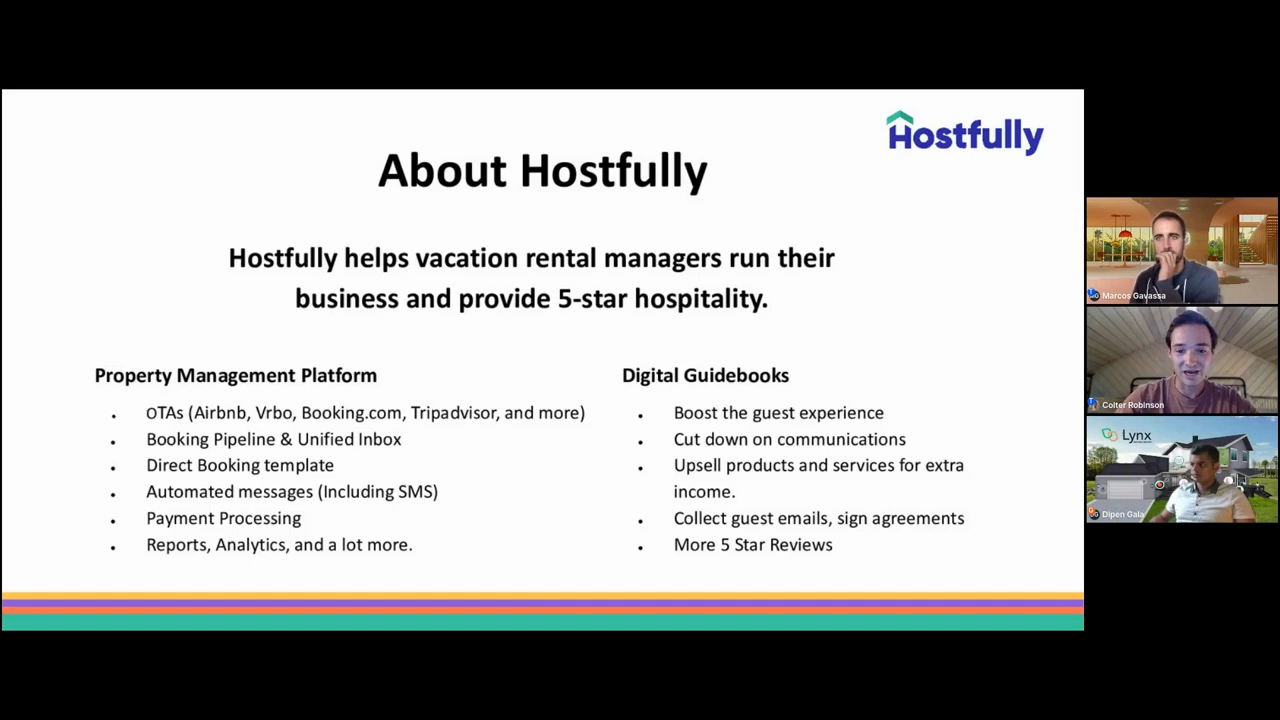 Hostfully
About Hostfully
Hostfully helps vacation rental managers run their
business and provide 5-star hospitality.
Property Management Platform
• OTAs (Airbnb, Vrbo, Booking.com, Tripadvisor, and more)
• Booking Pipeline & Unified Inbox
• Direct Booking template
• Automated messages (Including SMS)
• Payment Processing
• Reports, Analytics, and a lot more.
Digital Guidebooks
• Boost the guest experience
• Cut down on communications
• Upsell products and services for extra
income.
• Collect guest emails, sign agreements
• More 5 Star Reviews
Marcos Gavassa
Colter Robinson
Lynx
Dipen Gala